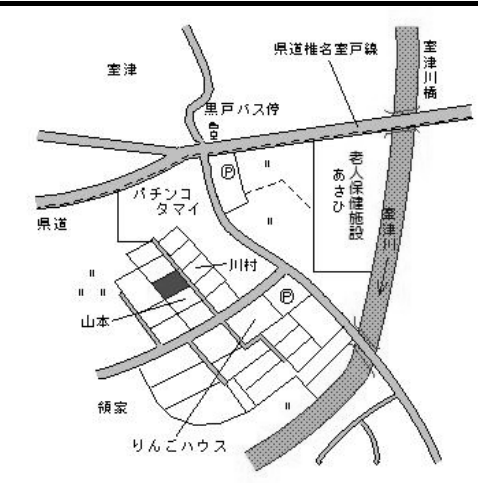 県道椎名室戸線
室津
室津川橋
黒戸バス停
Ⓟ
老人保健施設
あさひ
パチンコ
タマイ
県道
室津川
川村
山本
Ⓟ
領家
りんごハウス